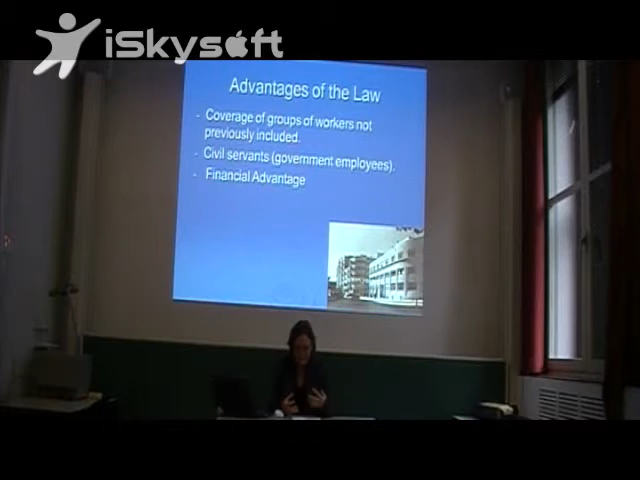 iSkysoft
Advantages of the Law
- Coverage of groups of workers not
previously included.
- Civil servants (government employees).
- Financial Advantage